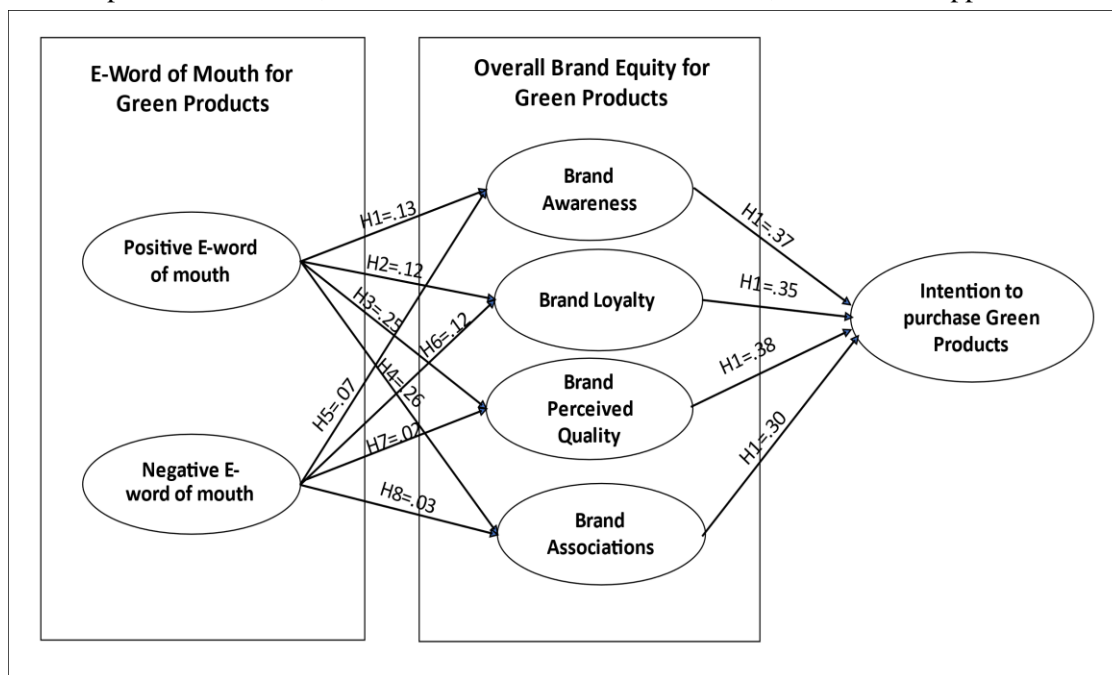 E-Word of Mouth for
Green Products
Overall Brand Equity for
Green Products
Positive E-word
of mouth
Negative E-
word of mouth
H1=.13
H2=.12
H3=.25
H4=.26
H5=.07
H6=.12
H7=.02
H8=.03
Brand
Awareness
Brand Loyalty
Brand
Perceived
Quality
Brand
Associations
H1=.37
H1=.35
H1=.38
H1=.30
Intention to
purchase Green
Products